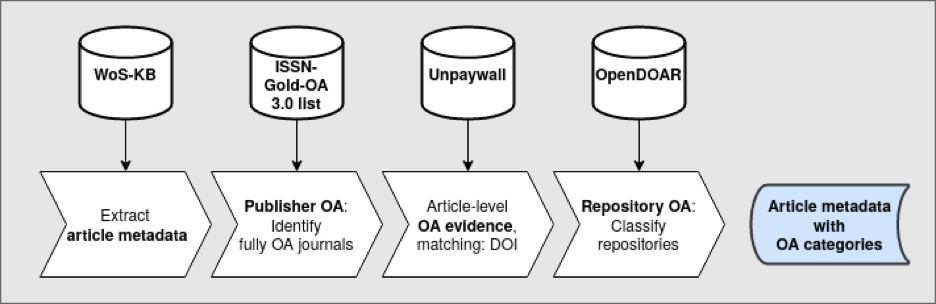 WoS-KB
ISSN-
Gold-OA
3.0 list
Unpaywall
OpenDOAR
Extract
article metadata
Publisher OA:
Identify
fully OA journals
Article-level
OA evidence,
matching: DOI
Repository OA:
Classify
repositories
Article metadata
with
OA categories